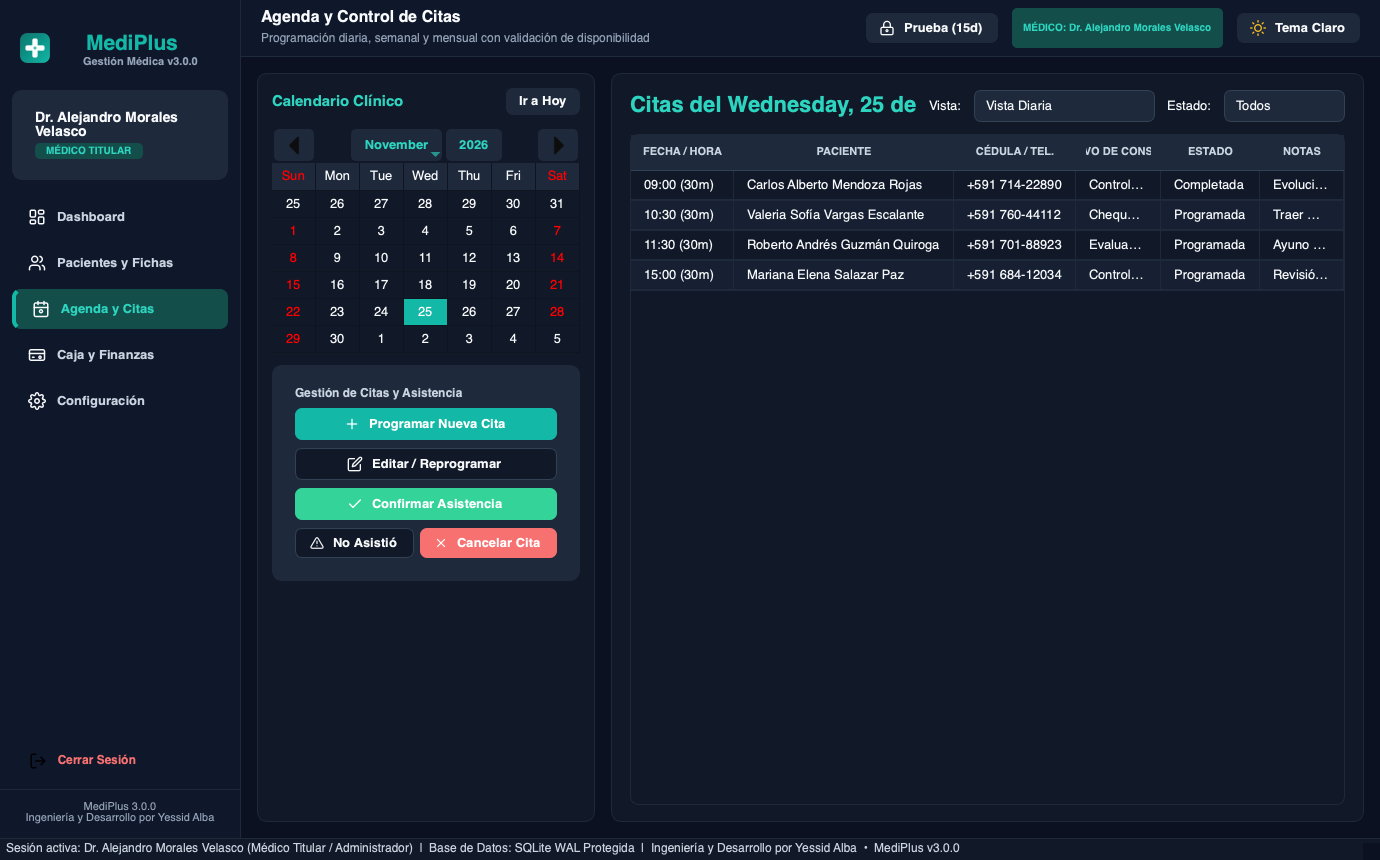 MediPlus
Gestión Médica v3.0.0
Dr. Alejandro Morales
Velasco
MÉDICO TITULAR
Dashboard
Pacientes y Fichas
Agenda y Citas
Caja y Finanzas
Configuración
Cerrar Sesión
MediPlus 3.0.0
Ingeniería y Desarrollo por Yessid Alba
Agenda y Control de Citas
Programación diaria, semanal y mensual con validación de disponibilidad
Prueba (15d)
MÉDICO: Dr. Alejandro Morales Velasco
Tema Claro
Calendario Clínico
Ir a Hoy
November 2026
Sun Mon Tue Wed Thu Fri Sat
25 26 27 28 29 30 31
1 2 3 4 5 6 7
8 9 10 11 12 13 14
15 16 17 18 19 20 21
22 23 24 25 26 27 28
29 30 1 2 3 4 5
Gestión de Citas y Asistencia
Programar Nueva Cita
Editar / Reprogramar
Confirmar Asistencia
No Asistió
Cancelar Cita
Citas del Wednesday, 25 de
Vista: Vista Diaria
Estado: Todos
FECHA / HORA PACIENTE CÉDULA / TEL. VO DE CONS ESTADO NOTAS
09:00 (30m) Carlos Alberto Mendoza Rojas +591 714-22890 Control… Completada Evoluci…
10:30 (30m) Valeria Sofía Vargas Escalante +591 760-44112 Chequ… Programada Traer …
11:30 (30m) Roberto Andrés Guzmán Quiroga +591 701-88923 Evalua… Programada Ayuno …
15:00 (30m) Mariana Elena Salazar Paz +591 684-12034 Control… Programada Revisió…
Sesión activa: Dr. Alejandro Morales Velasco (Médico Titular / Administrador) | Base de Datos: SQLite WAL Protegida | Ingeniería y Desarrollo por Yessid Alba • MediPlus v3.0.0